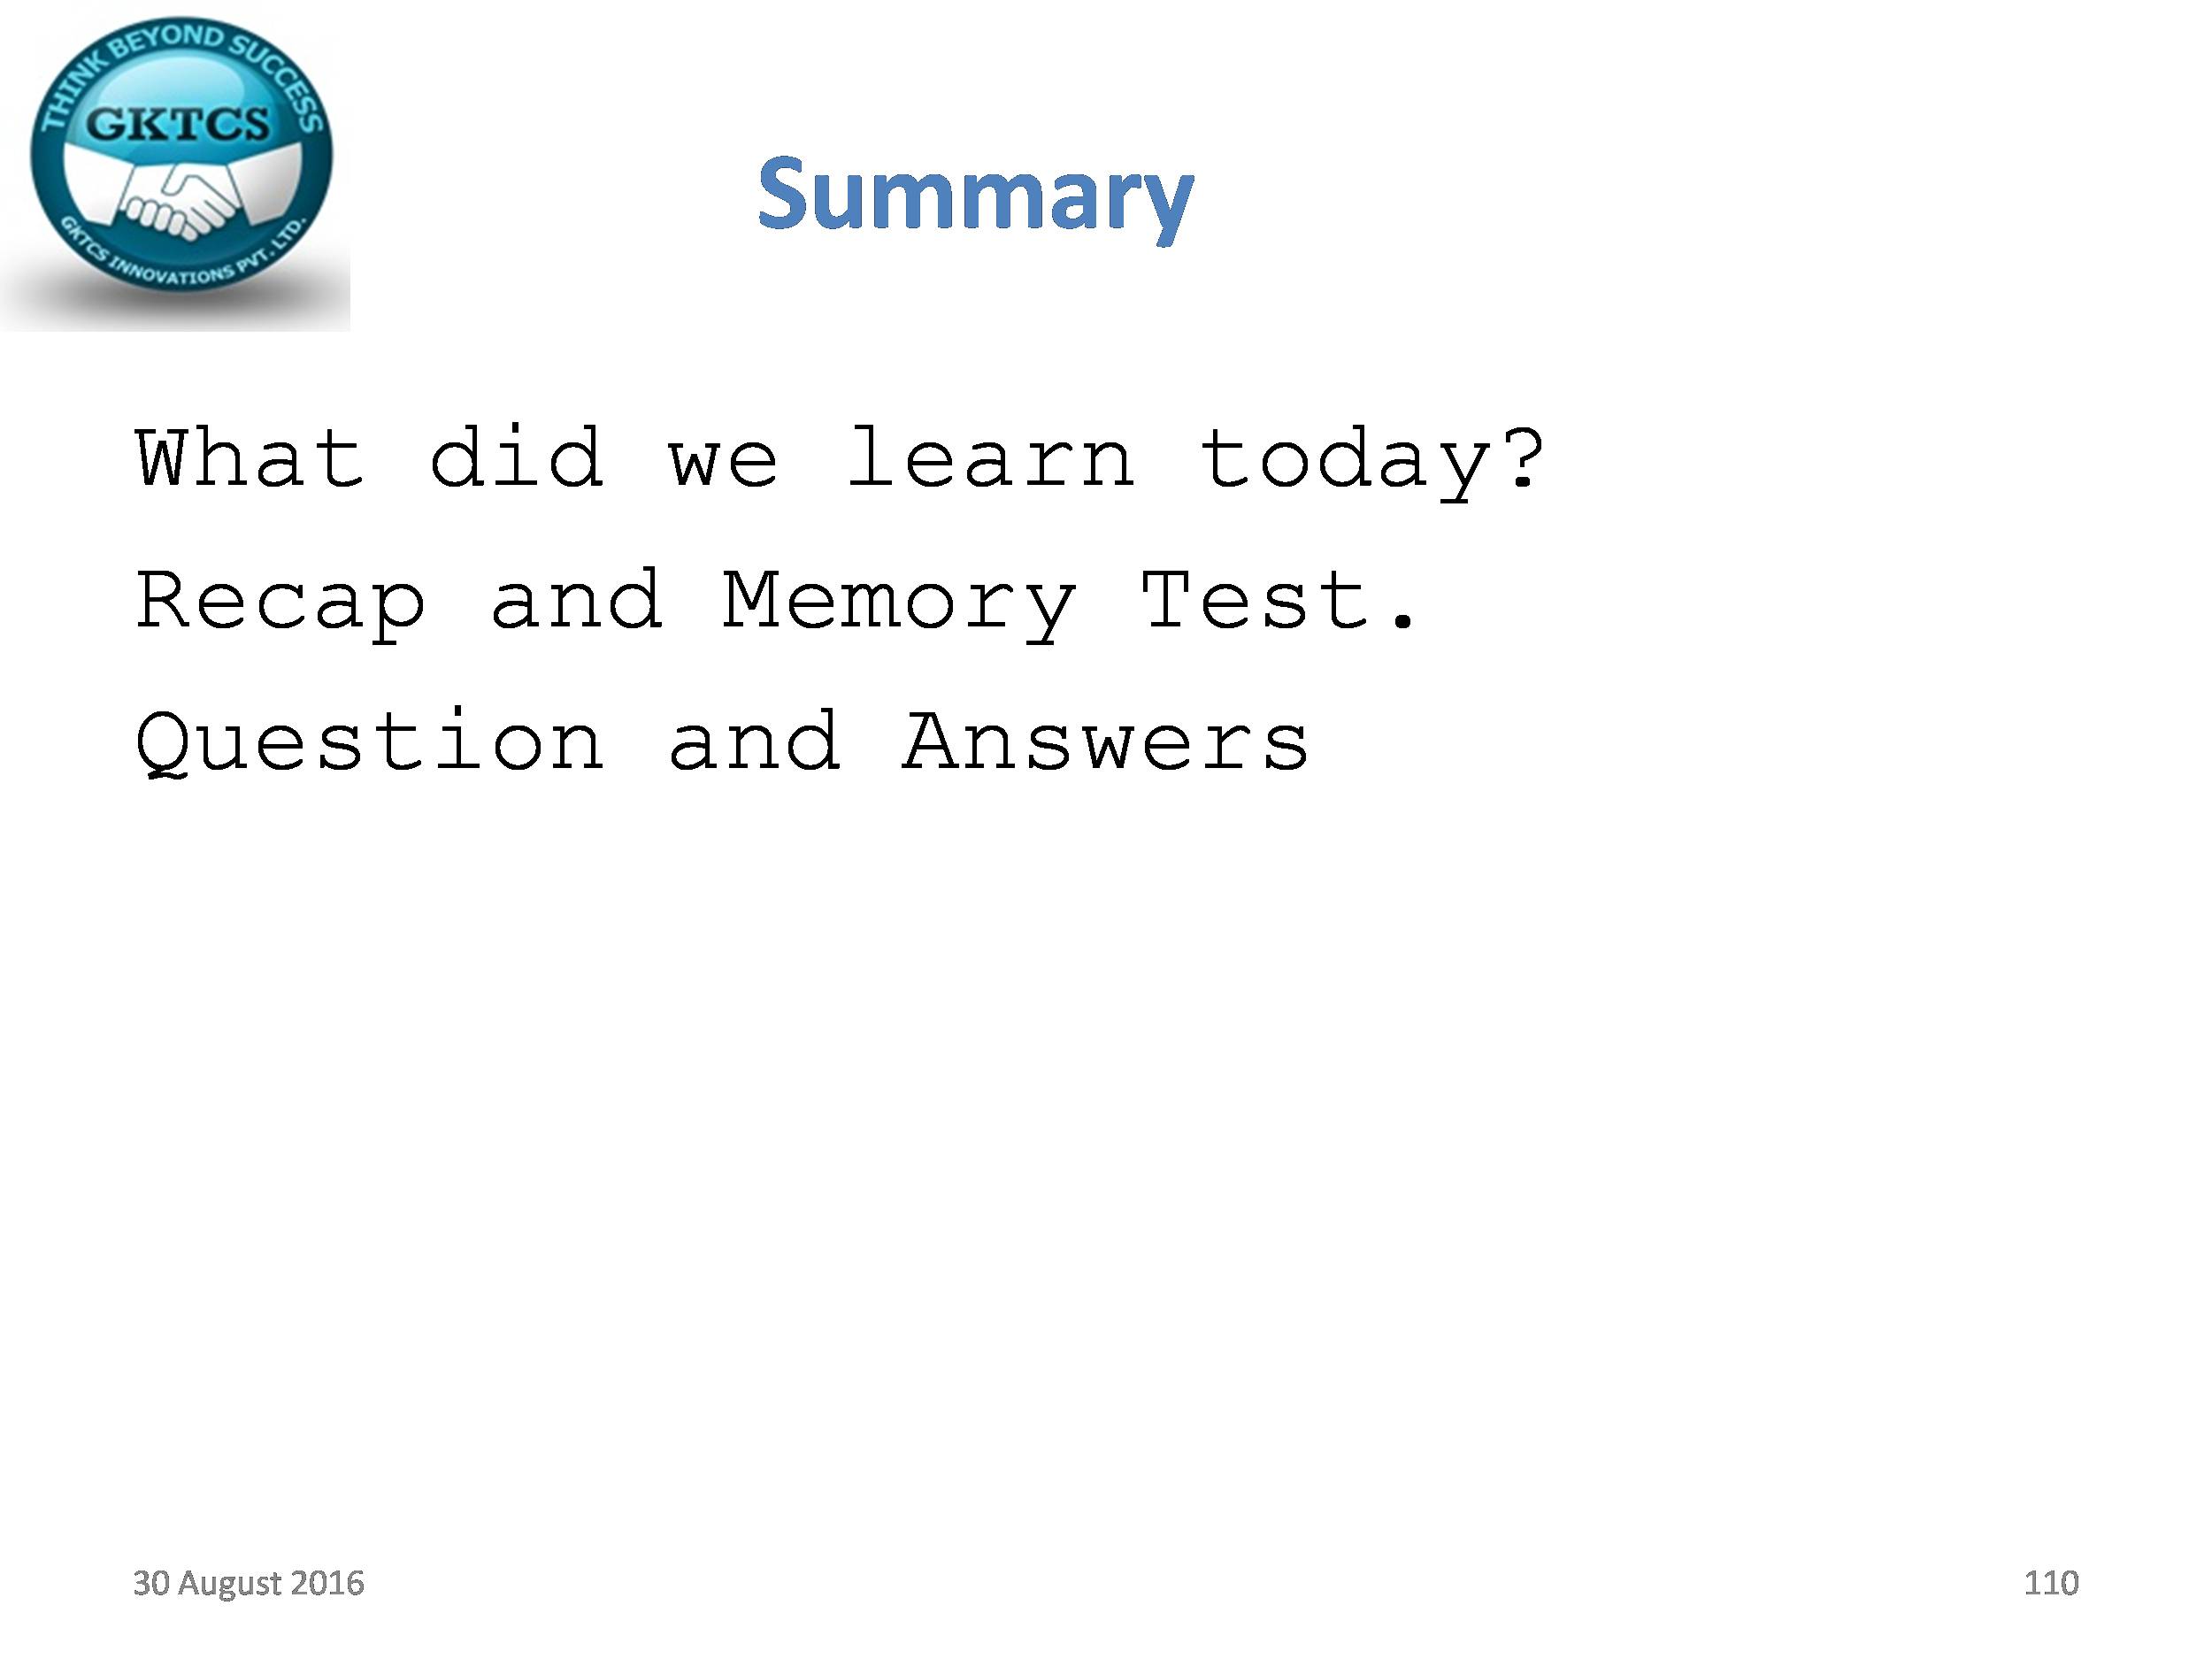 THINK BEYOND SUCCESS
GKTCS
GKTCS INNOVATIONS PVT. LTD.
Summary
What did we learn today?
Recap and Memory Test.
Question and Answers
30 August 2016
110